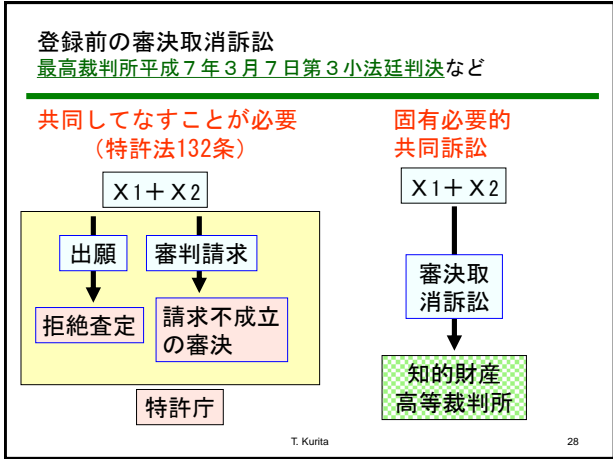 登録前の審決取消訴訟
最高裁判所平成７年３月７日第３小法廷判決など
共同してなすことが必要
（特許法132条）
Ｘ1＋Ｘ2
出願
審判請求
拒絶査定
請求不成立
の審決
特許庁
固有必要的
共同訴訟
Ｘ1＋Ｘ2
審決取
消訴訟
知的財産
高等裁判所
T. Kurita
28